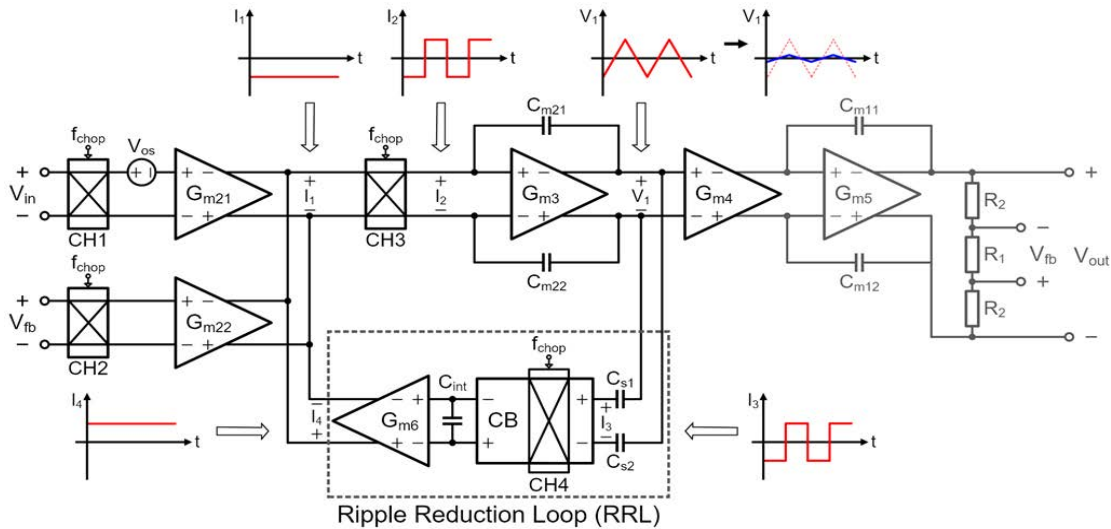 I1
t
I2
t
V1
t
V1
t
fchop
Vos
+
Vin
−
CH1
+ −
Gm21
− +
+
I1
−
fchop
CH3
+
I2
−
Cm21
+ −
Gm3
− +
Cm22
+
V1
−
+ −
Gm4
− +
Cm11
+ −
Gm5
− +
Cm12
R2
−
R1
Vfb
+
R2
+
Vout
−
fchop
+
Vfb
−
CH2
+ −
Gm22
− +
I4
t
−
I4
+
− +
Gm6
+ −
Cint
−
CB
+
fchop
CH4
+
−
Cs1
+
I3
−
Cs2
I3
t
Ripple Reduction Loop (RRL)